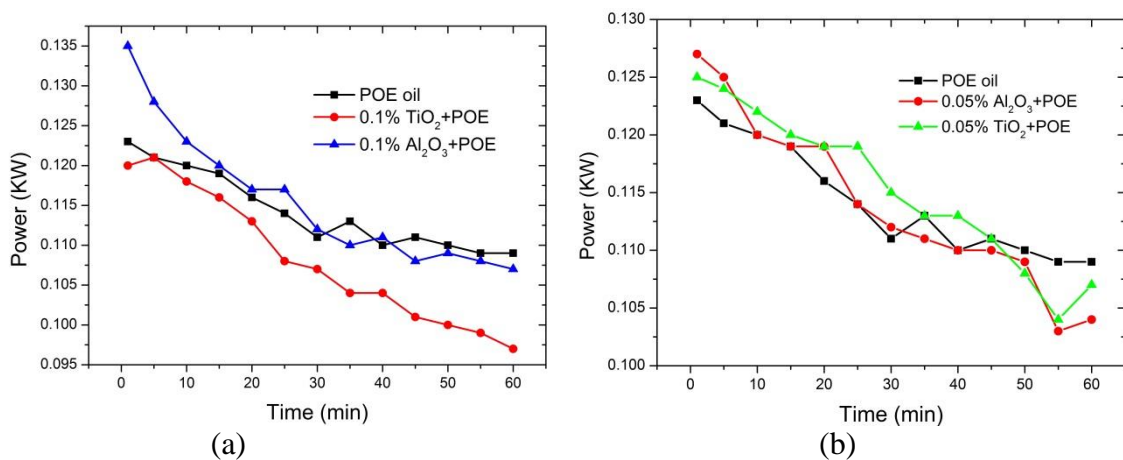 0.135
0.130
0.125
0.120
0.115
0.110
0.105
0.100
0.095
Power (KW)
POE oil
0.1% TiO₂+POE
0.1% Al₂O₃+POE
0 10 20 30 40 50 60
Time (min)
(a)
0.130
0.125
0.120
0.115
0.110
0.105
0.100
Power (KW)
POE oil
0.05% Al₂O₃+POE
0.05% TiO₂+POE
0 10 20 30 40 50 60
Time (min)
(b)